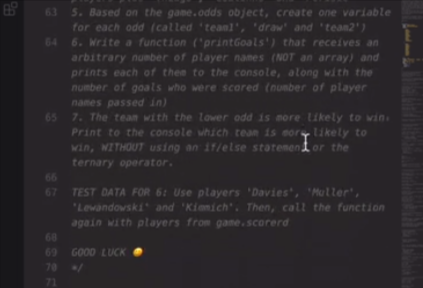 63 5. Based on the game.odds object, create one variable
for each odd (called 'team1', 'draw' and 'team2')
64 6. Write a function ('printGoals') that receives an
arbitrary number of player names (NOT an array) and
prints each of them to the console, along with the
number of goals who were scored (number of player
names passed in)
65 7. The team with the lower odd is more likely to win.
Print to the console which team is more likely to
win, WITHOUT using an if/else statement or the
ternary operator.
66
67 TEST DATA FOR 6: Use players 'Davies', 'Muller',
'Lewandowski' and 'Kimmich'. Then, call the function
again with players from game.scorerd
68
69 GOOD LUCK 😀
70 */
71